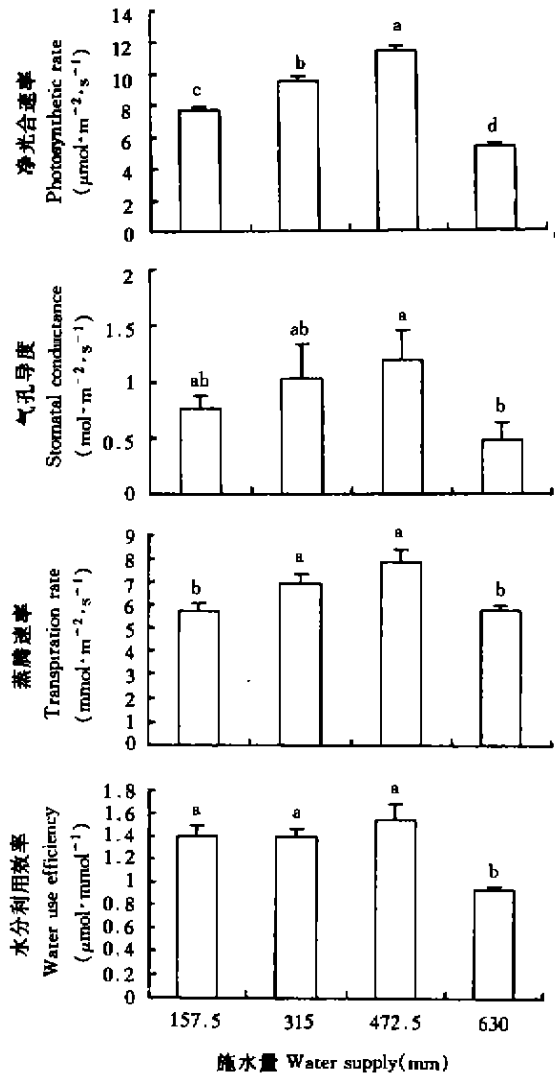 净光合速率
Photosynthetic rate
(μmol·m⁻²·s⁻¹)
14
12
10
8
6
4
2
0
c
b
a
d
气孔导度
Stomatal conductance
(mol·m⁻²·s⁻¹)
2
1.5
1
0.5
0
ab
ab
a
b
蒸腾速率
Transpiration rate
(mmol·m⁻²·s⁻¹)
9
8
7
6
5
4
3
2
1
0
b
a
a
b
水分利用效率
Water use efficiency
(μmol·mmol⁻¹)
1.8
1.6
1.4
1.2
1
0.8
0.6
0.4
0.2
0
a
a
a
b
157.5 315 472.5 630
施水量 Water supply(mm)